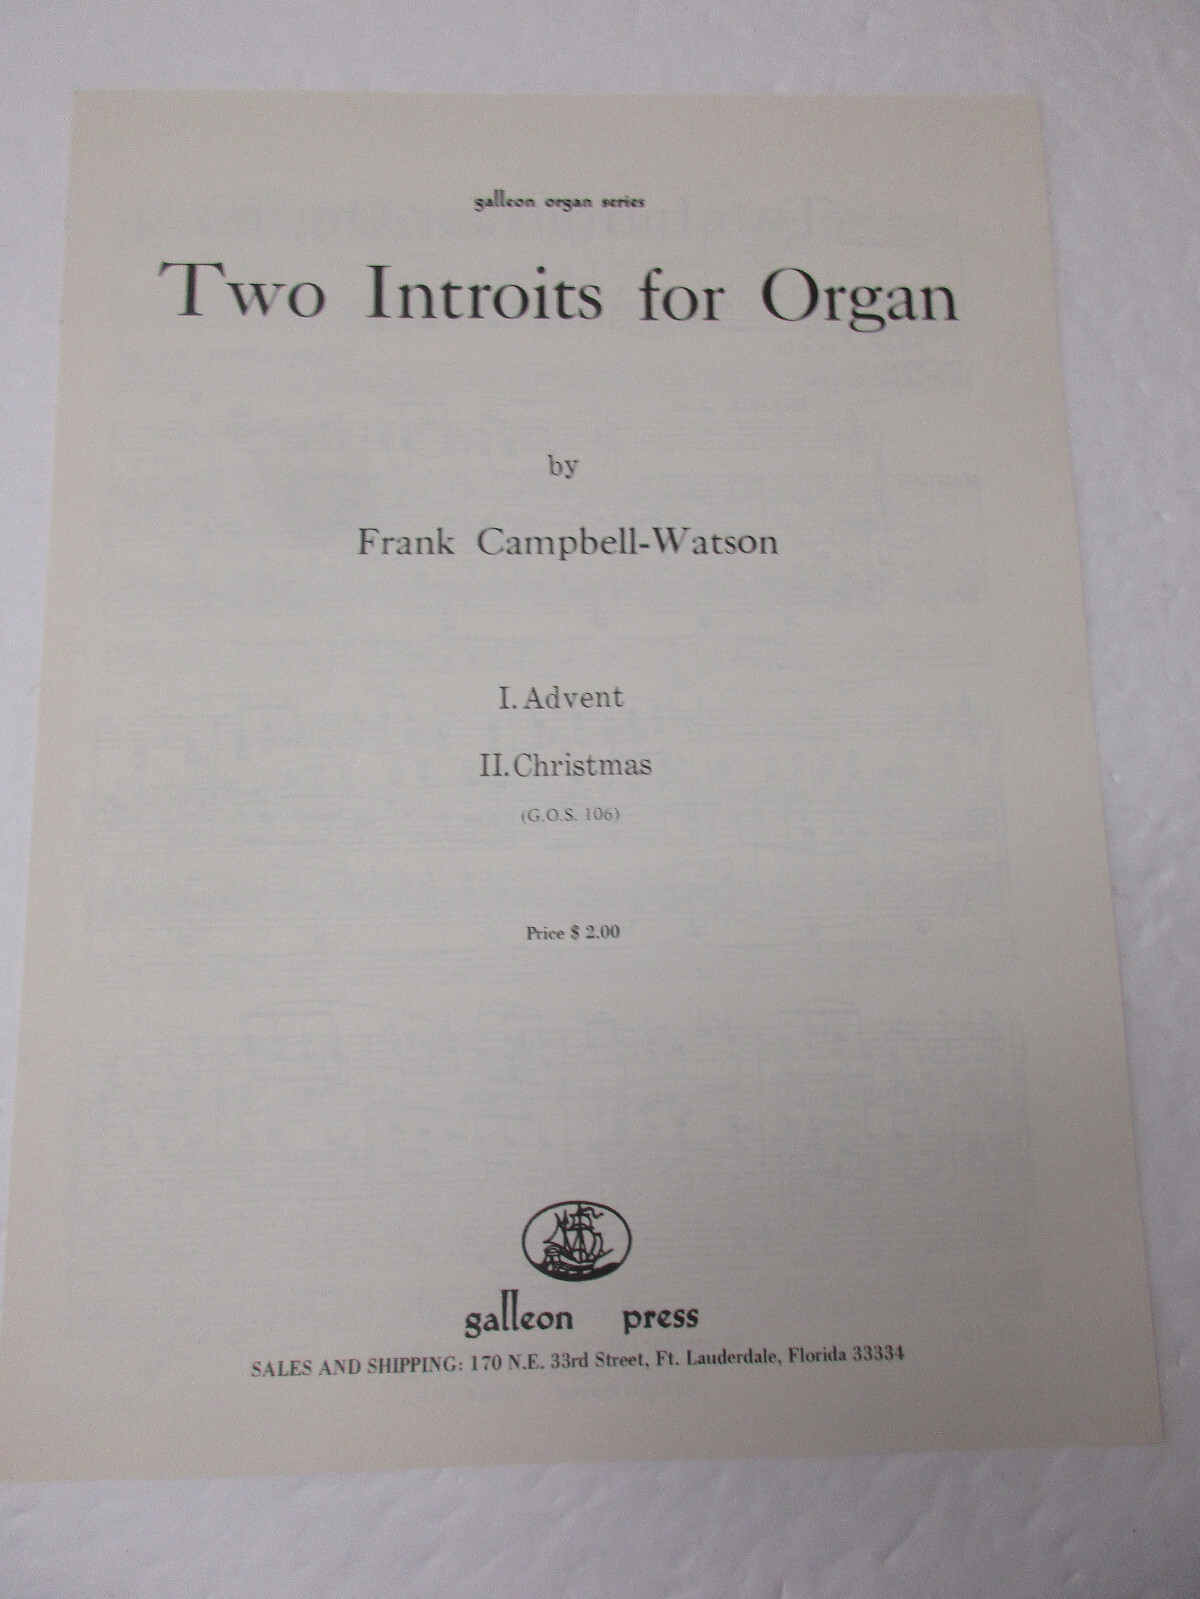 galleon organ series
Two Introits for Organ
by
Frank Campbell-Watson
I. Advent
II. Christmas
(G.O.S. 106)
Price $ 2.00
galleon press
SALES AND SHIPPING: 170 N.E. 33rd Street, Ft. Lauderdale, Florida 33334